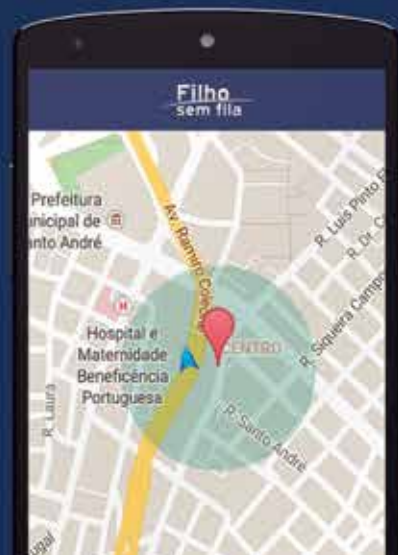 Filho
sem fila
Prefeitura
unicipal de
anto André
Av. Ramiro Colleoni
R. Luis Pinto F
R. Dr. C
Hospital e
Maternidade
Beneficência
Portuguesa
CENTRO
R. Siqueira Campo
R. Laura
R. Santo André
ugal